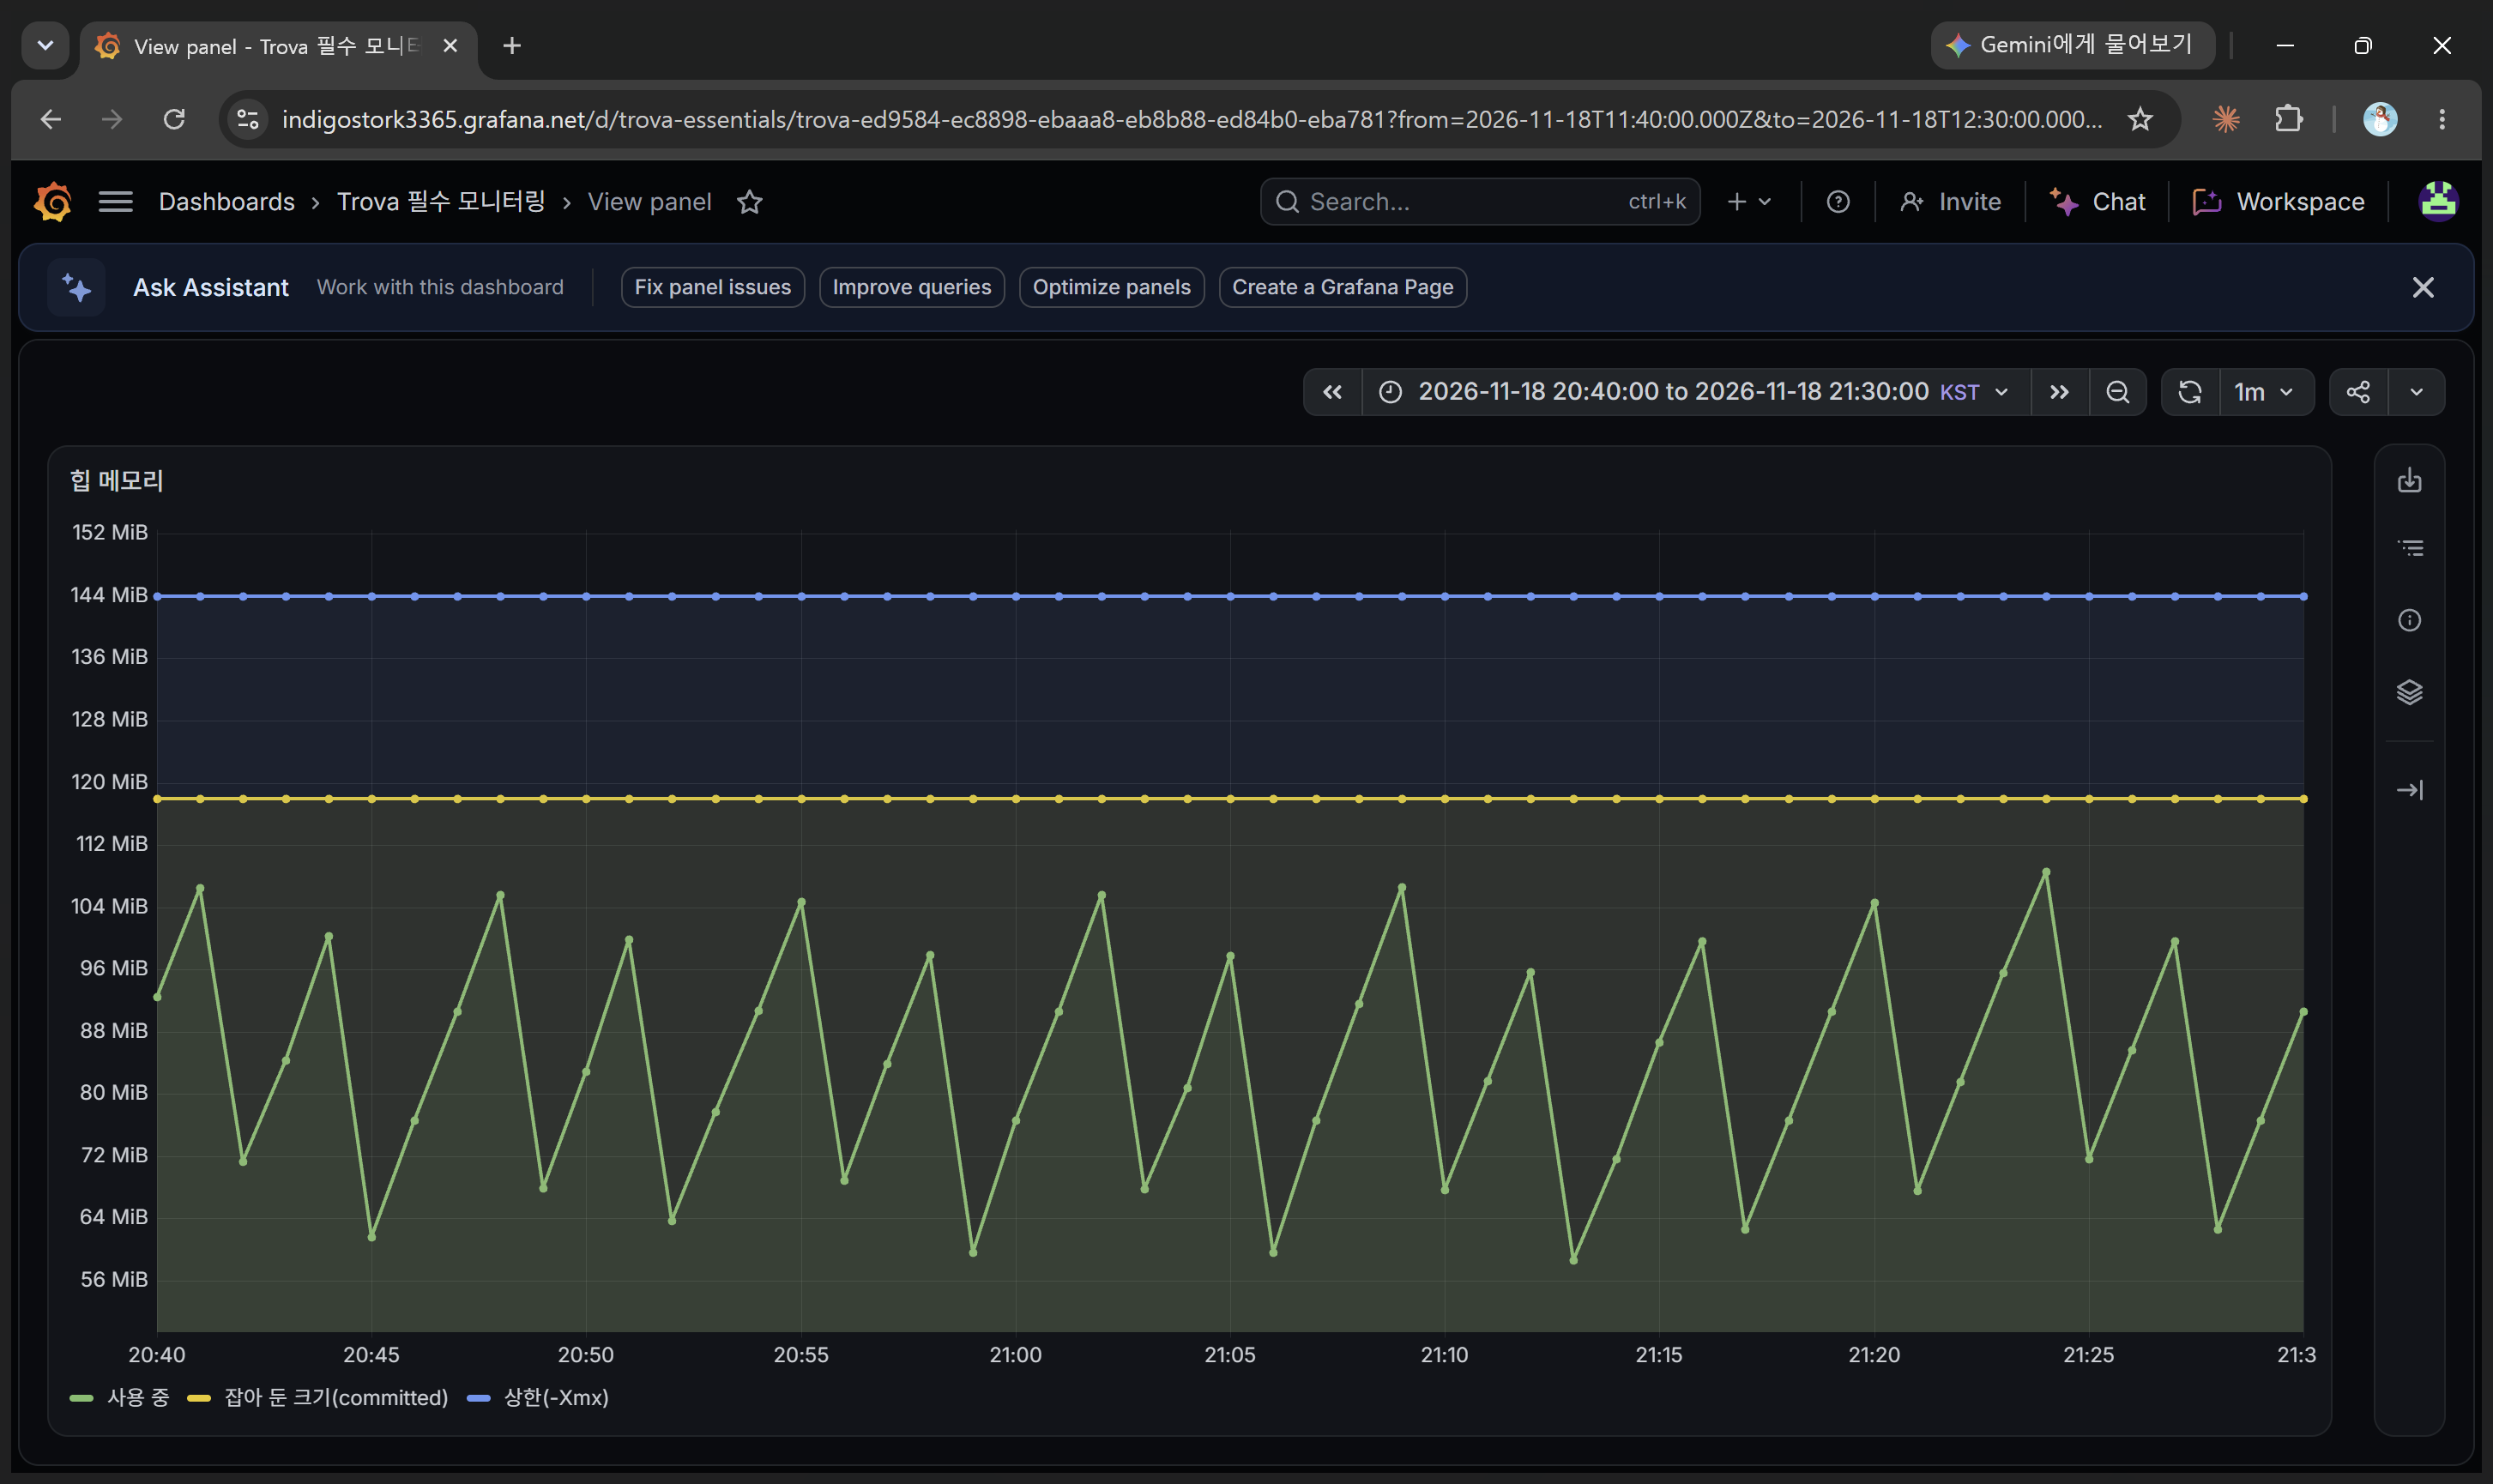 View panel - Trova 필수 모니터
Gemini에게 물어보기
indigostork3365.grafana.net/d/trova-essentials/trova-ed9584-ec8898-ebaaa8-eb8b88-ed84b0-eba781?from=2026-11-18T11:40:00.000Z&to=2026-11-18T12:30:00.000...
Dashboards › Trova 필수 모니터링 › View panel
Search... ctrl+k
Invite
Chat
Workspace
Ask Assistant Work with this dashboard
Fix panel issues
Improve queries
Optimize panels
Create a Grafana Page
2026-11-18 20:40:00 to 2026-11-18 21:30:00 KST
1m
힙 메모리
152 MiB
144 MiB
136 MiB
128 MiB
120 MiB
112 MiB
104 MiB
96 MiB
88 MiB
80 MiB
72 MiB
64 MiB
56 MiB
20:40 20:45 20:50 20:55 21:00 21:05 21:10 21:15 21:20 21:25 21:3
사용 중 잡아 둔 크기(committed) 상한(-Xmx)